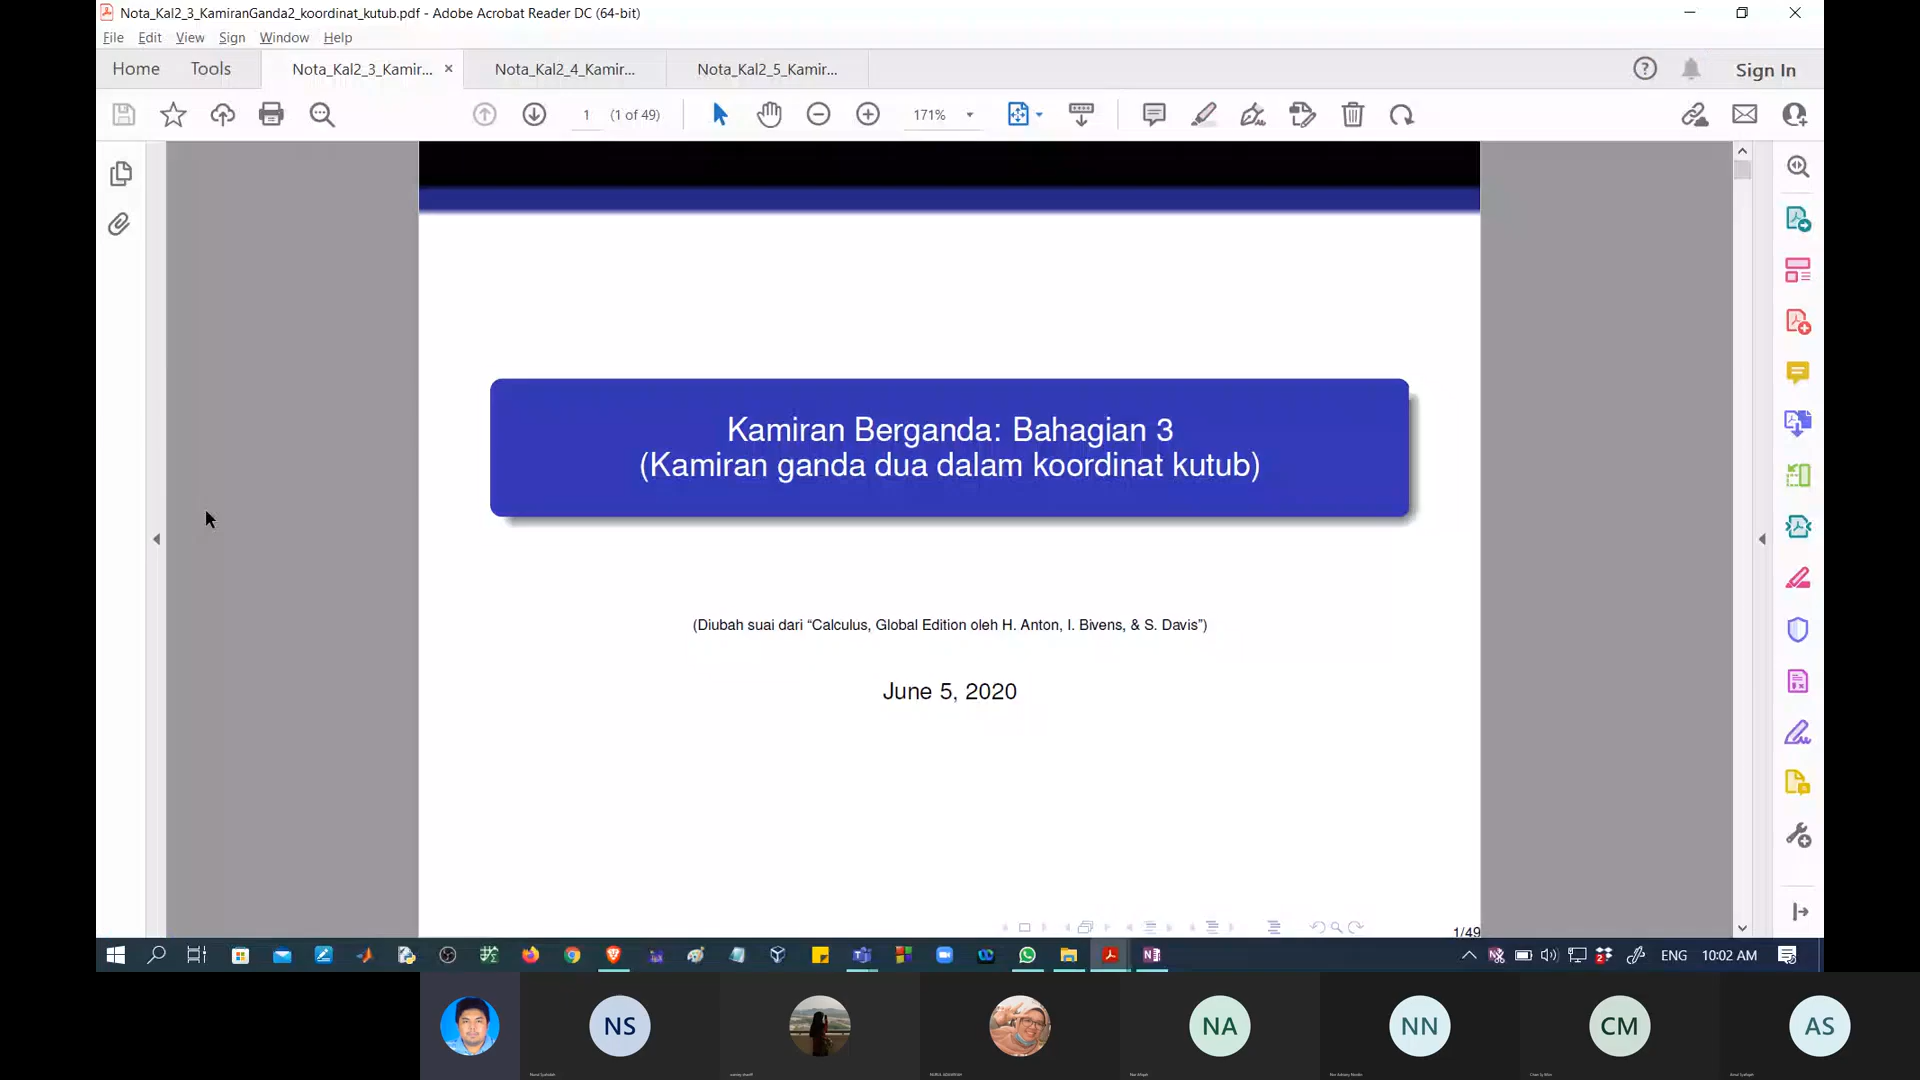 Nota_Kal2_3_KamiranGanda2_koordinat_kutub.pdf - Adobe Acrobat Reader DC (64-bit)
File Edit View Sign Window Help
Home Tools Nota_Kal2_3_Kamir... × Nota_Kal2_4_Kamir... Nota_Kal2_5_Kamir... Sign In
1 (1 of 49) 171%
Kamiran Berganda: Bahagian 3
(Kamiran ganda dua dalam koordinat kutub)
(Diubah suai dari “Calculus, Global Edition oleh H. Anton, I. Bivens, & S. Davis”)
June 5, 2020
1/49
ENG 10:02 AM
NS NA NN CM AS